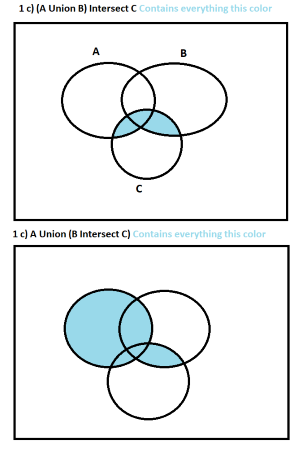 1 c) (A Union B) Intersect C Contains everything this color
A
B
C
1 c) A Union (B Intersect C) Contains everything this color